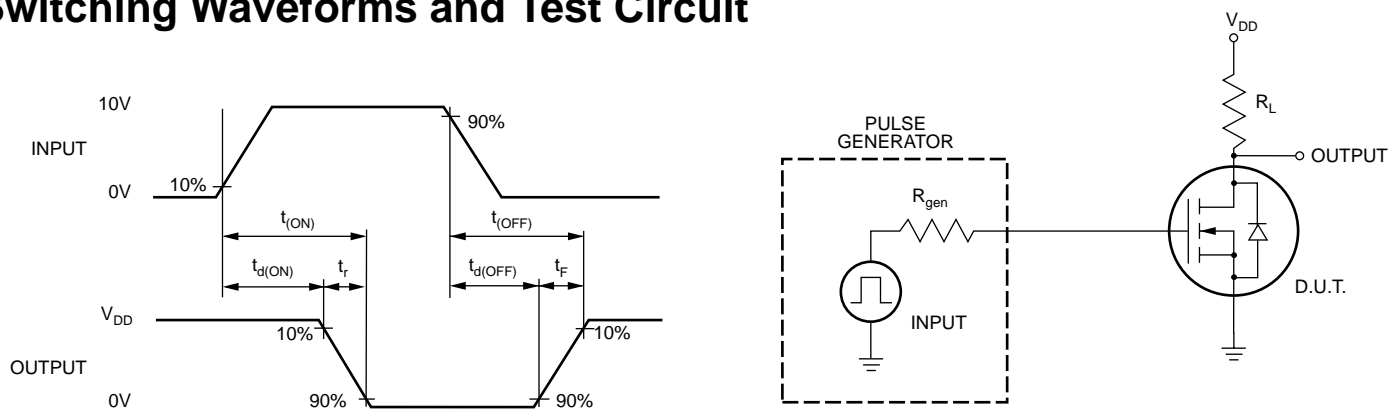 Switching Waveforms and Test Circuit
10V
INPUT
0V
10%
90%
t(ON)
t(OFF)
td(ON)
tr
td(OFF)
tF
VDD
10%
10%
OUTPUT
0V
90%
90%
VDD
RL
OUTPUT
PULSE
GENERATOR
Rgen
INPUT
D.U.T.